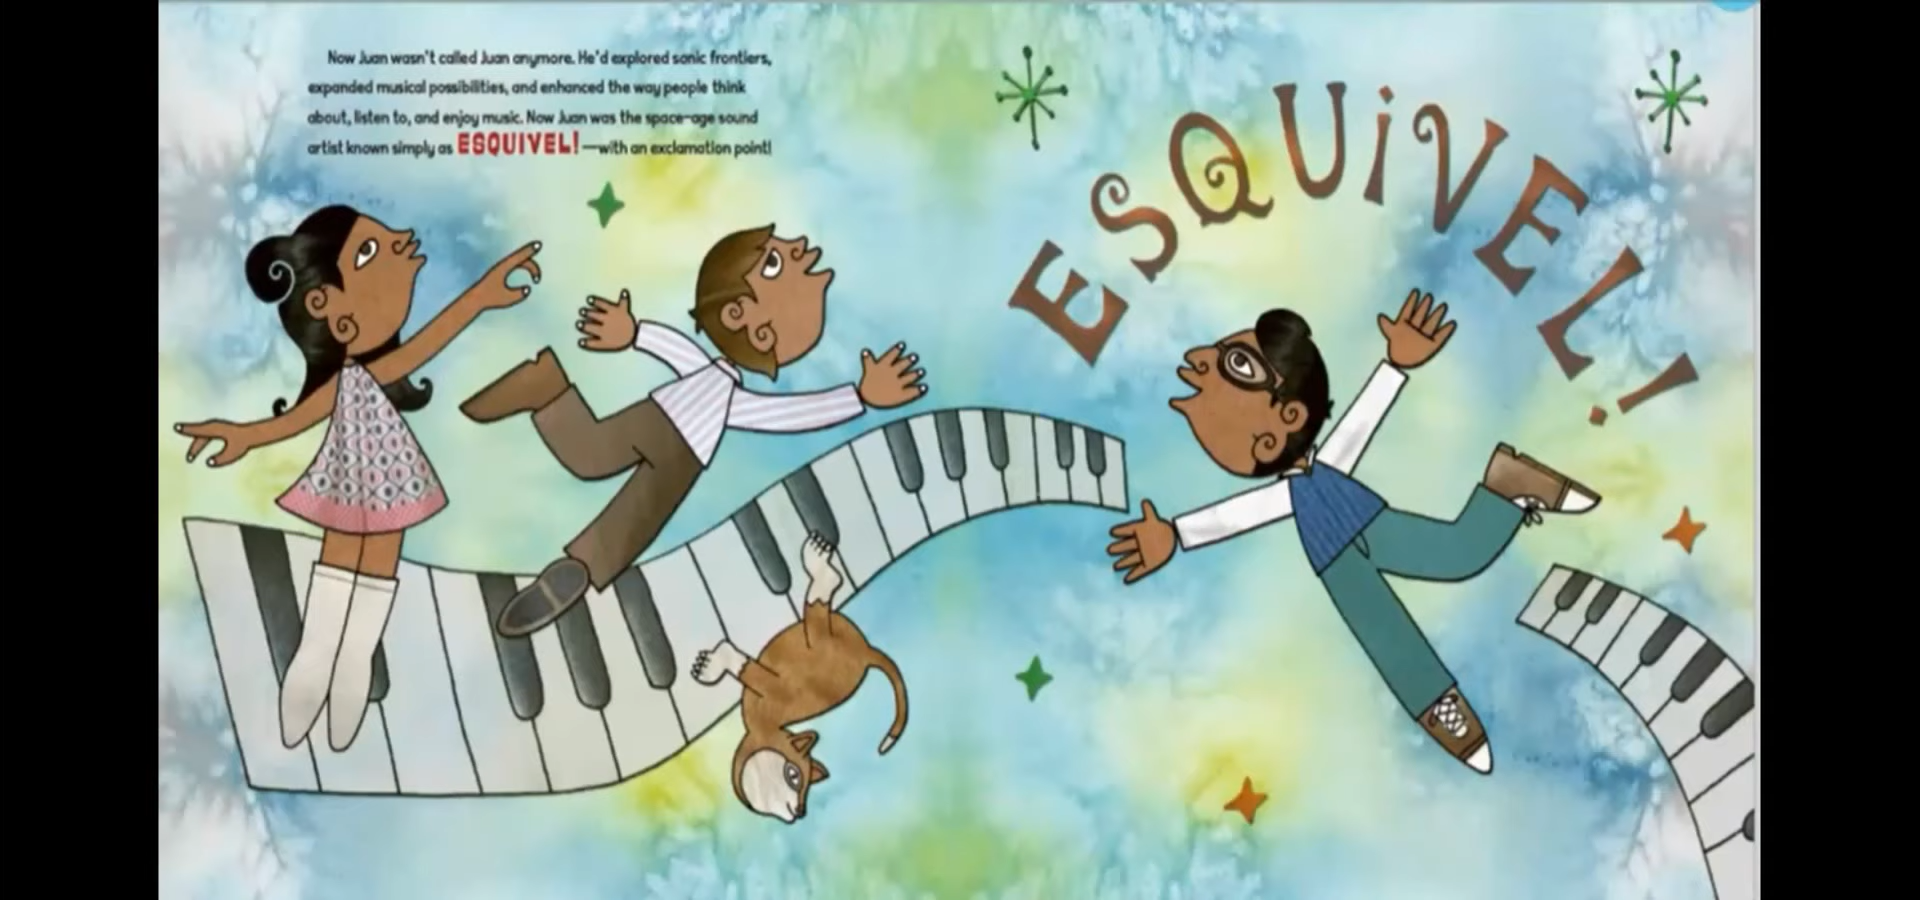 Now Juan wasn't called Juan anymore. He'd explored sonic frontiers,
expanded musical possibilities, and enhanced the way people think
about, listen to, and enjoy music. Now Juan was the space-age sound
artist known simply as ESQUIVEL!—with an exclamation point!
ESQUiVEL!